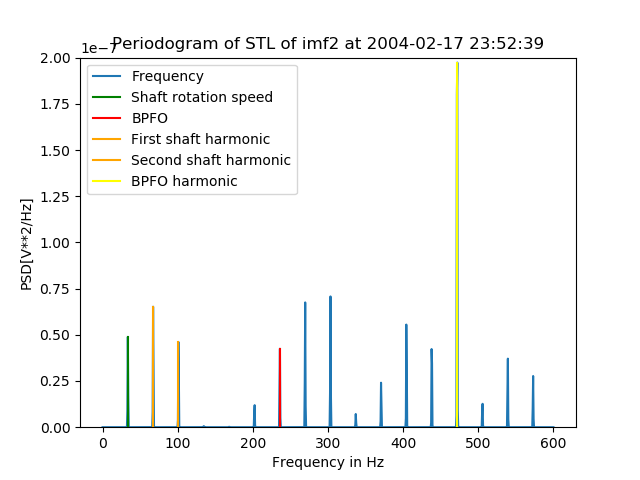 1e−7
Periodogram of STL of imf2 at 2004-02-17 23:52:39
2.00
1.75
1.50
1.25
1.00
0.75
0.50
0.25
0.00
PSD[V**2/Hz]
Frequency
Shaft rotation speed
BPFO
First shaft harmonic
Second shaft harmonic
BPFO harmonic
0 100 200 300 400 500 600
Frequency in Hz